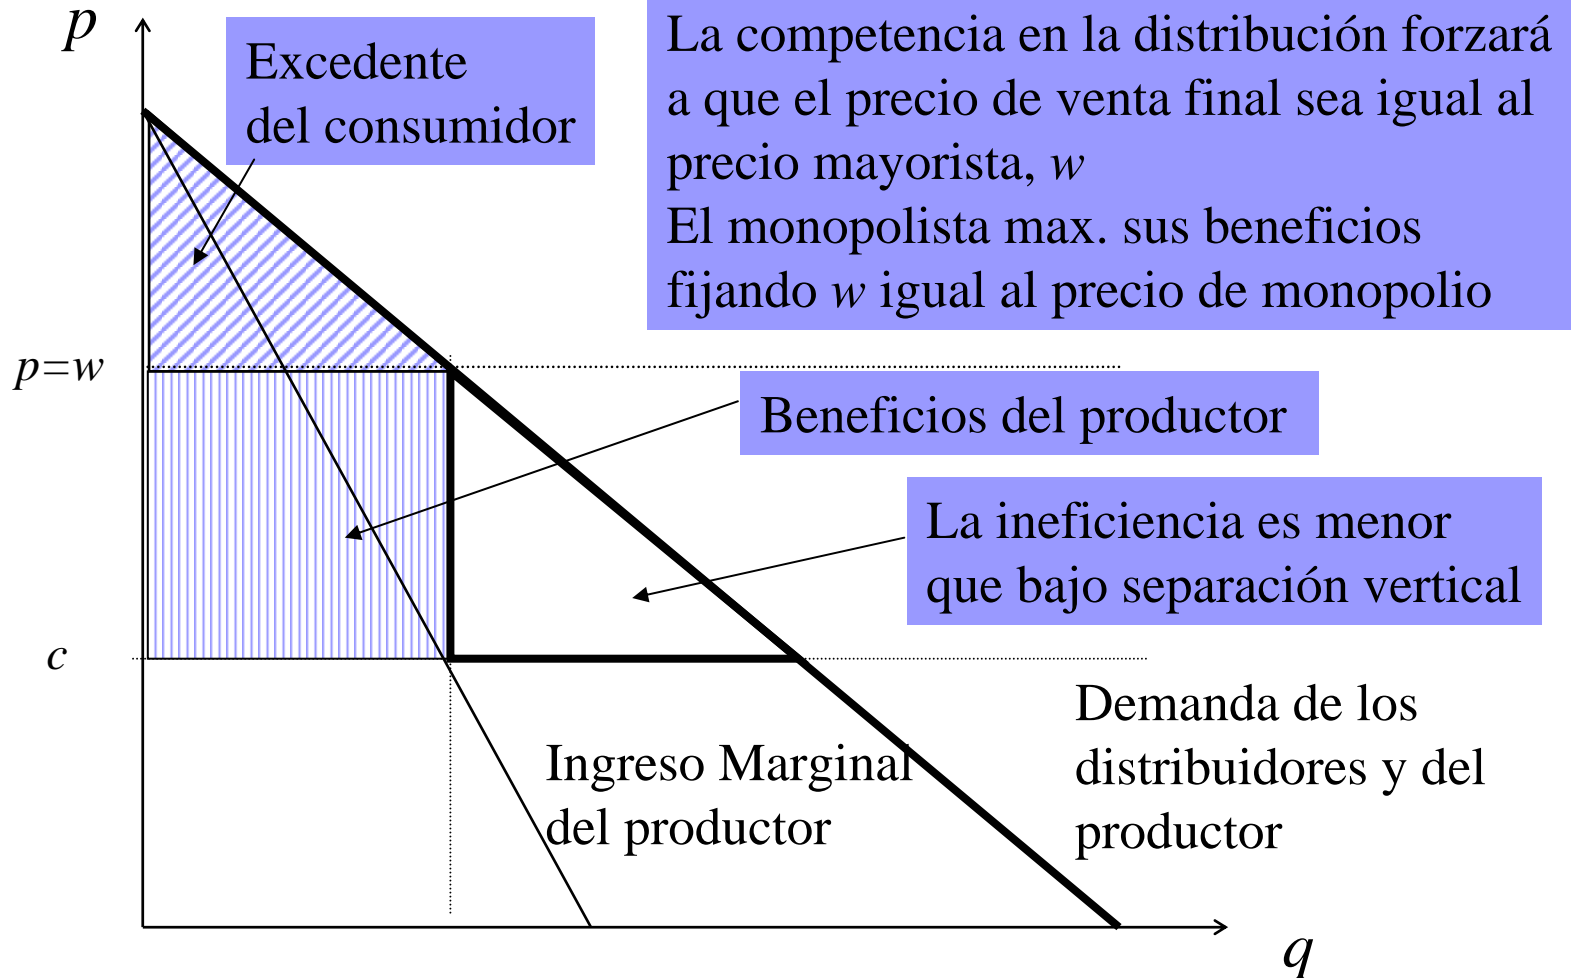 p
Excedente
del consumidor
La competencia en la distribución forzará
a que el precio de venta final sea igual al
precio mayorista, w
El monopolista max. sus beneficios
fijando w igual al precio de monopolio
p=w
Beneficios del productor
La ineficiencia es menor
que bajo separación vertical
c
Demanda de los
distribuidores y del
productor
Ingreso Marginal
del productor
q